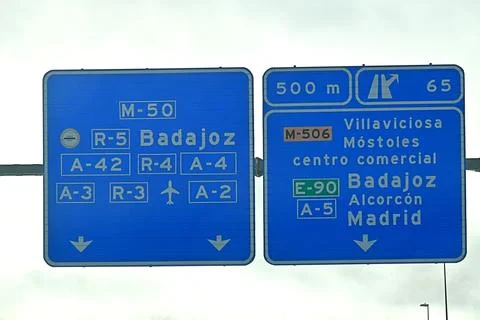 M-50
R-5 Badajoz
A-42 R-4 A-4
A-3 R-3 A-2
500 m 65
M-506 Villaviciosa
Móstoles
centro comercial
E-90 Badajoz
A-5 Alcorcón
Madrid